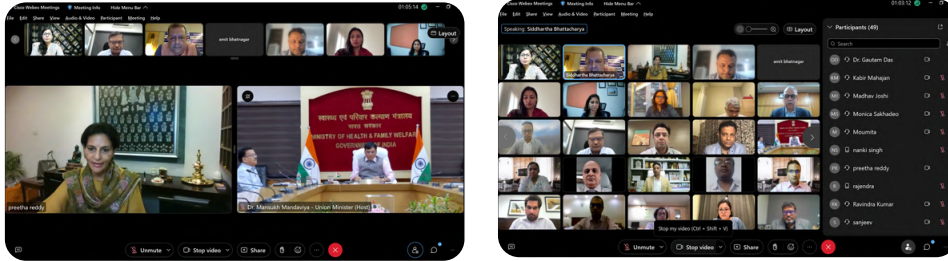 Cisco Webex Meetings
Meeting Info
Hide Menu Bar
01:05:14
File Edit Share View Audio & Video Participant Meeting Help
amit bhatnagar
Layout
स्वास्थ्य एवं परिवार कल्याण मंत्रालय
भारत सरकार
MINISTRY OF HEALTH & FAMILY WELFARE
GOVERNMENT OF INDIA
preetha reddy
Dr. Mansukh Mandaviya - Union Minister (Host)
Unmute
Stop video
Share
Cisco Webex Meetings
Meeting Info
Hide Menu Bar
01:03:12
File Edit Share View Audio & Video Participant Meeting Help
Speaking: Siddhartha Bhattacharya
Layout
Siddhartha Bhattacharya
amit bhatnagar
Participants (49)
Search
Dr. Gautam Das
Kabir Mahajan
Madhav Joshi
Monica Sakhadeo
Moumita
nanki singh
preetha reddy
rajendra
Ravindra Kumar
sanjeev
Stop my video (Ctrl + Shift + V)
Unmute
Stop video
Share